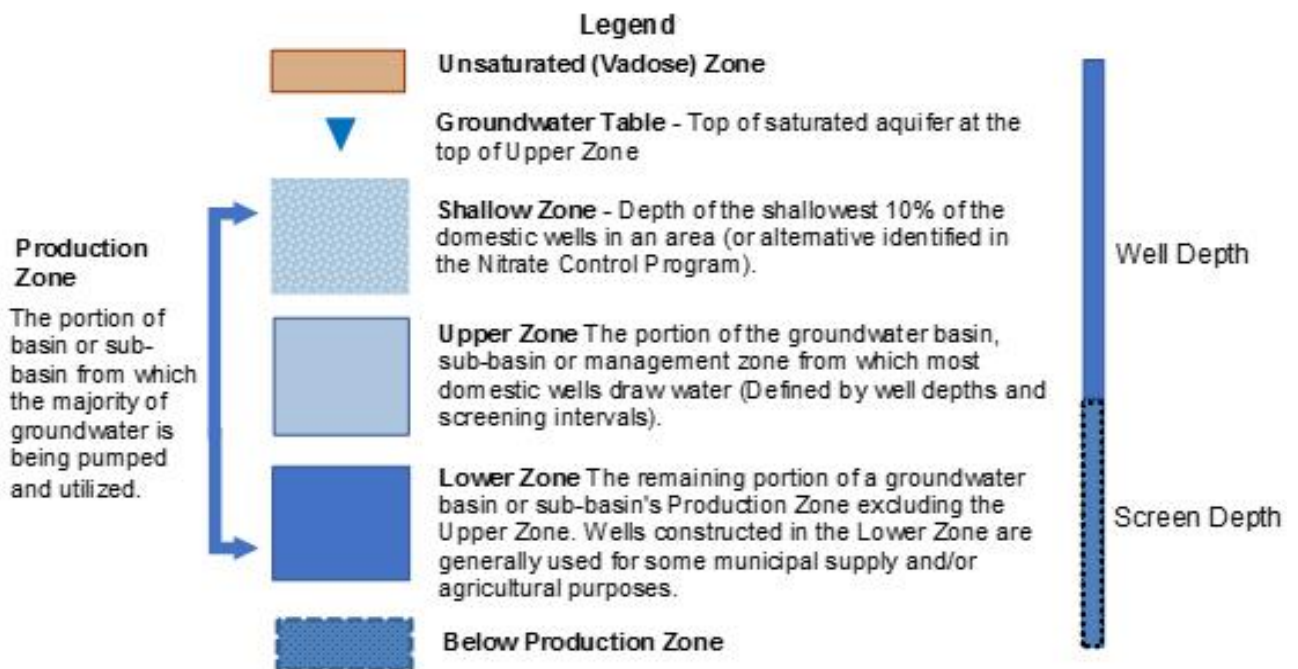 Legend
Unsaturated (Vadose) Zone
Groundwater Table - Top of saturated aquifer at the
top of Upper Zone
Shallow Zone - Depth of the shallowest 10% of the
domestic wells in an area (or alternative identified in
the Nitrate Control Program).
Upper Zone The portion of the groundwater basin,
sub-basin or management zone from which most
domestic wells draw water (Defined by well depths and
screening intervals).
Lower Zone The remaining portion of a groundwater
basin or sub-basin's Production Zone excluding the
Upper Zone. Wells constructed in the Lower Zone are
generally used for some municipal supply and/or
agricultural purposes.
Below Production Zone
Production
Zone
The portion of
basin or sub-
basin from which
the majority of
groundwater is
being pumped
and utilized.
Well Depth
Screen Depth